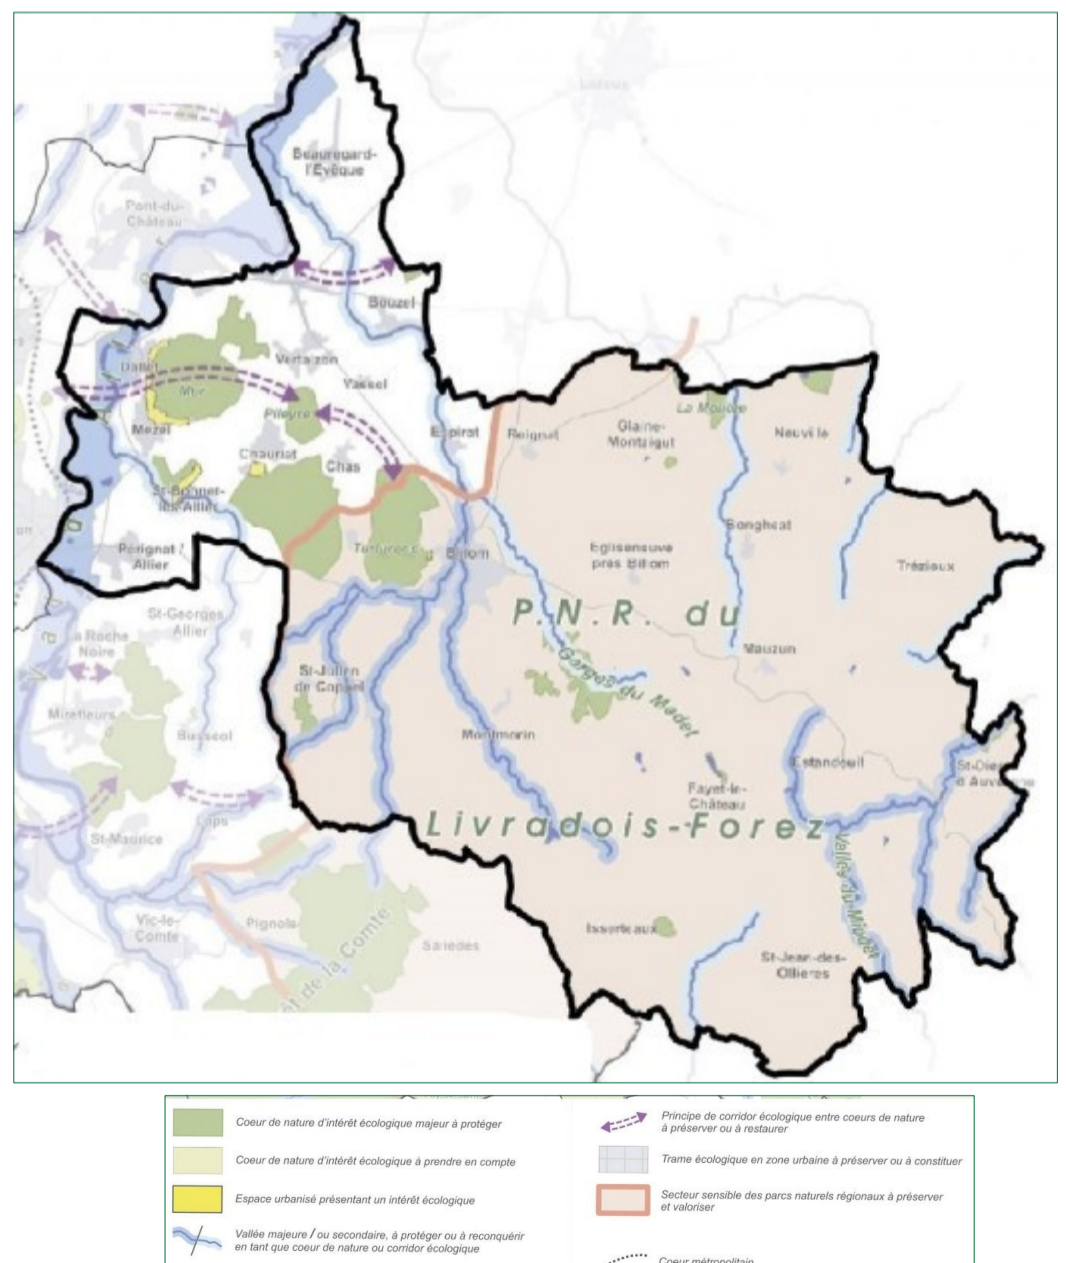 Beauregard-
l'Evêque
Pont-du-
Château
Bouzel
Dallet
Mur
Vertaizon
Vassel
Pileyre
Mezel
Chauriat
Chas
Espirat
Reignat
Glaine-
Montaigut
La Molière
Neuville
St-Bonnet-
les-Allier
Pérignat /
Allier
Turlurons
Billom
Bongheat
Egliseneuve
près Billom
Trézioux
St-Georges
Allier
La Roche
Noire
P.N.R. du
Mauzun
Gorges du Madet
St-Julien
de Coppel
Mirefleurs
Busséol
Montmorin
Estandeuil
St-Dier
d'Auvergne
Fayet-le-
Château
Laps
St-Maurice
Livradois-Forez
Vallée du Miodet
Vic-le-
Comte
Pignols
de la Comte
Sallèdes
Isserteaux
St-Jean-des-
Ollières
Coeur de nature d'intérêt écologique majeur à protéger
Coeur de nature d'intérêt écologique à prendre en compte
Espace urbanisé présentant un intérêt écologique
Vallée majeure / ou secondaire, à protéger ou à reconquérir
en tant que coeur de nature ou corridor écologique
Principe de corridor écologique entre coeurs de nature
à préserver ou à restaurer
Trame écologique en zone urbaine à préserver ou à constituer
Secteur sensible des parcs naturels régionaux à préserver
et valoriser
Coeur métropolitain